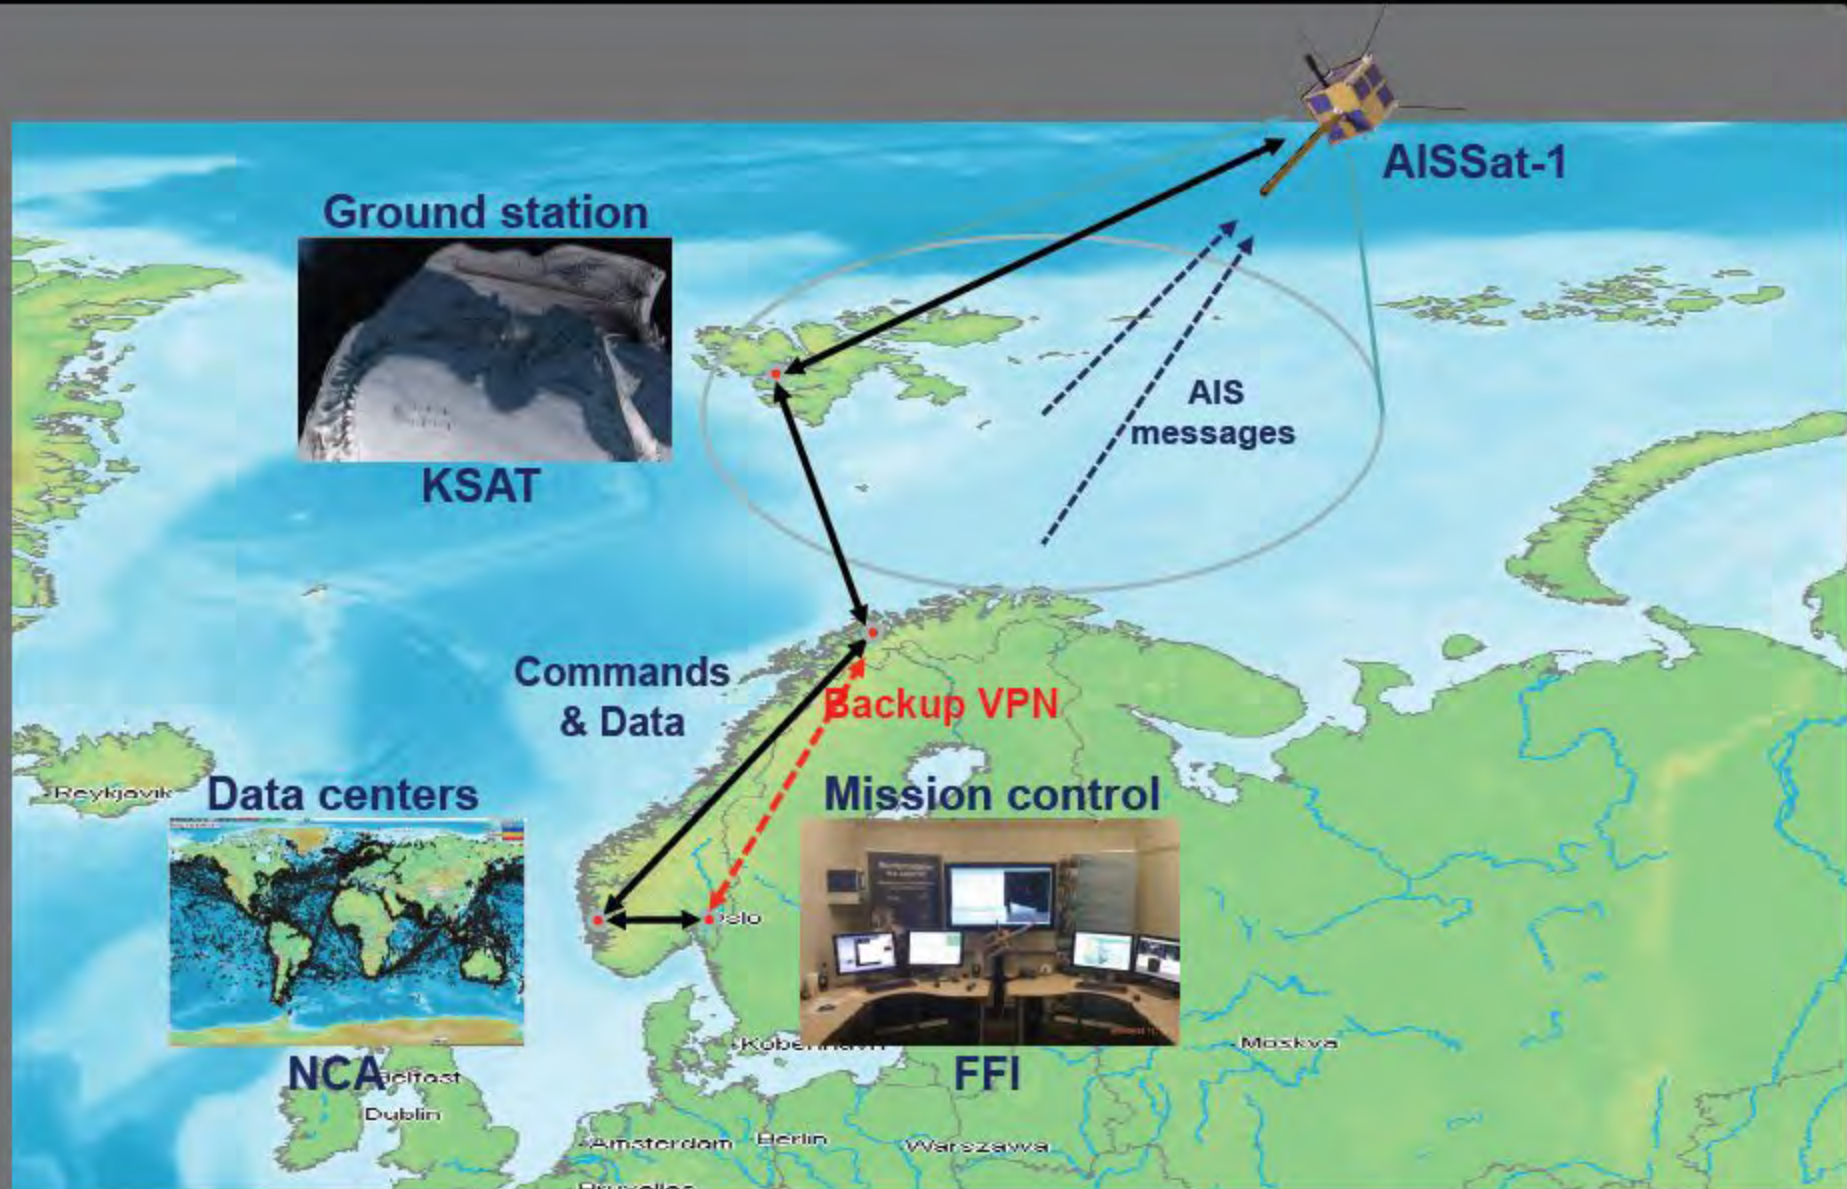 AISSat-1
Ground station
KSAT
AIS
messages
Commands
& Data
Backup VPN
Reykjavik
Data centers
Mission control
Oslo
NCA
Belfast
Dublin
FFI
Moskva
Amsterdam
Berlin
Warszawa